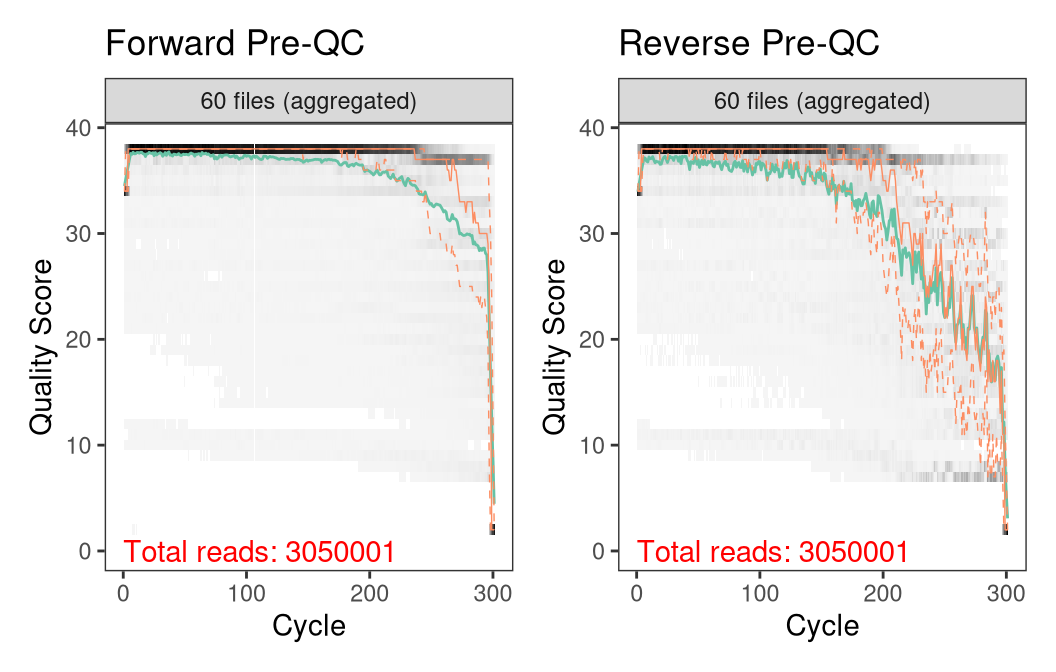 Forward Pre-QC
60 files (aggregated)
Quality Score
40
30
20
10
0
Total reads: 3050001
0 100 200 300
Cycle
Reverse Pre-QC
60 files (aggregated)
Quality Score
40
30
20
10
0
Total reads: 3050001
0 100 200 300
Cycle